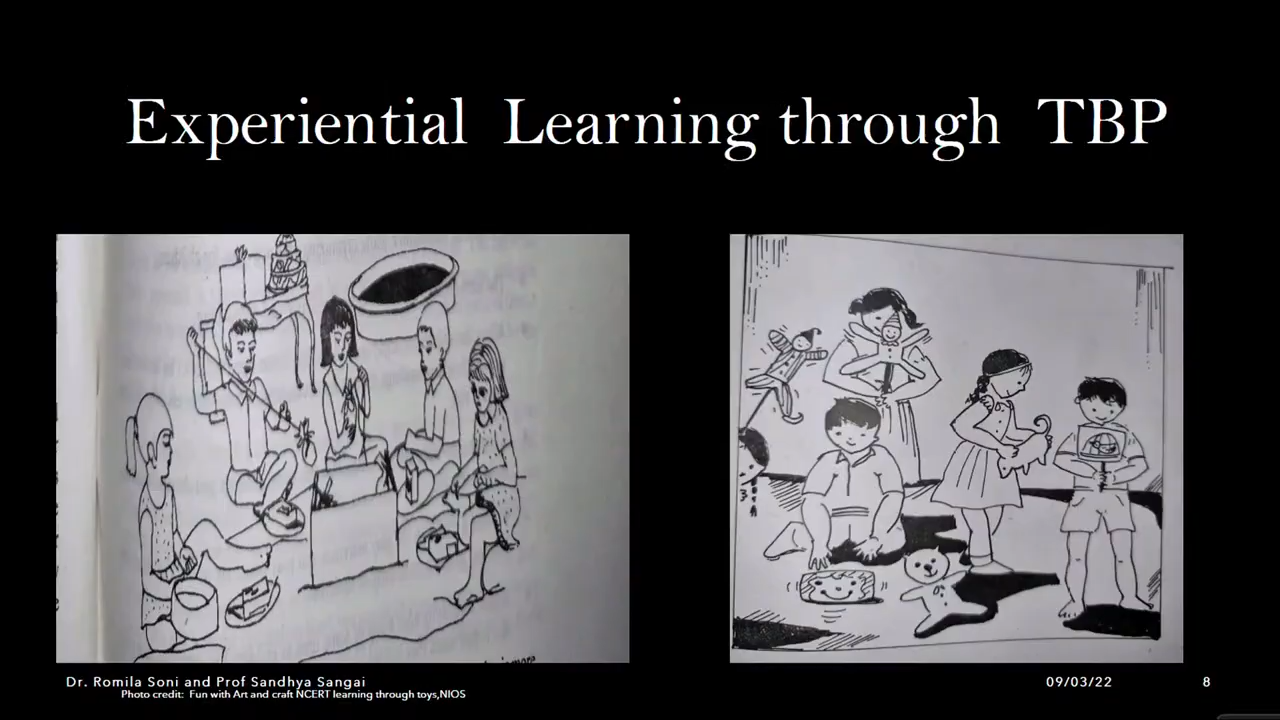 Experiential Learning through TBP
Dr. Romila Soni and Prof Sandhya Sangai
Photo credit: Fun with Art and craft NCERT learning through toys,NIOS
09/03/22
8